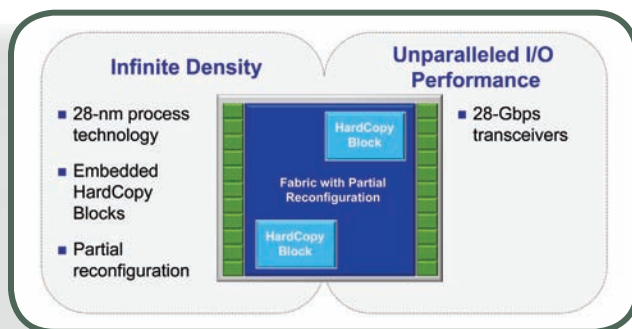 Infinite Density
■ 28-nm process
technology
■ Embedded
HardCopy
Blocks
■ Partial
reconfiguration
HardCopy
Block
Fabric with Partial
Reconfiguration
HardCopy
Block
Unparalleled I/O
Performance
■ 28-Gbps
transceivers